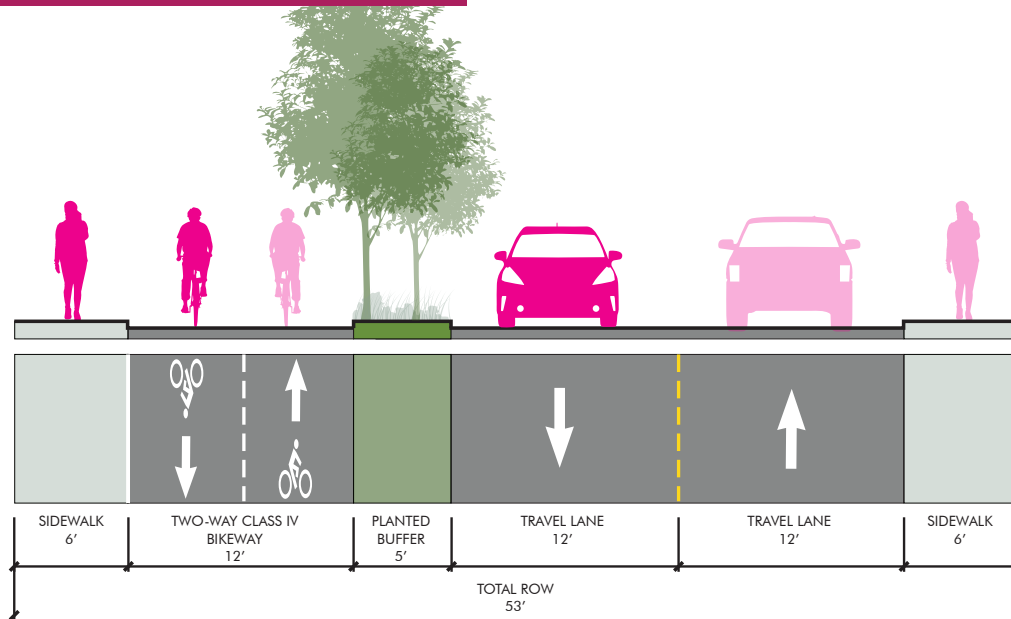 SIDEWALK
6’
TWO-WAY CLASS IV
BIKEWAY
12’
PLANTED
BUFFER
5’
TRAVEL LANE
12’
TRAVEL LANE
12’
SIDEWALK
6’
TOTAL ROW
53’